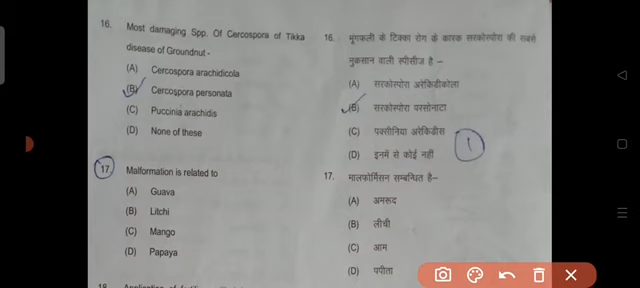 16. Most damaging Spp. Of Cercospora of Tikka
disease of Groundnut -
(A) Cercospora arachidicola
(B) Cercospora personata
(C) Puccinia arachidis
(D) None of these
17. Malformation is related to
(A) Guava
(B) Litchi
(C) Mango
(D) Papaya
16. मूंगफली के टिक्का रोग के कारक सरकोस्पोरा की सबसे
नुकसान वाली स्पीसीज है –
(A) सरकोस्पोरा अरेकिडीकोला
(B) सरकोस्पोरा परसोनाटा
(C) पक्सीनिया अरेकिडीस
(D) इनमें से कोई नहीं
17. मालफोर्मिसन सम्बन्धित है–
(A) अमरूद
(B) लीची
(C) आम
(D) पपीता